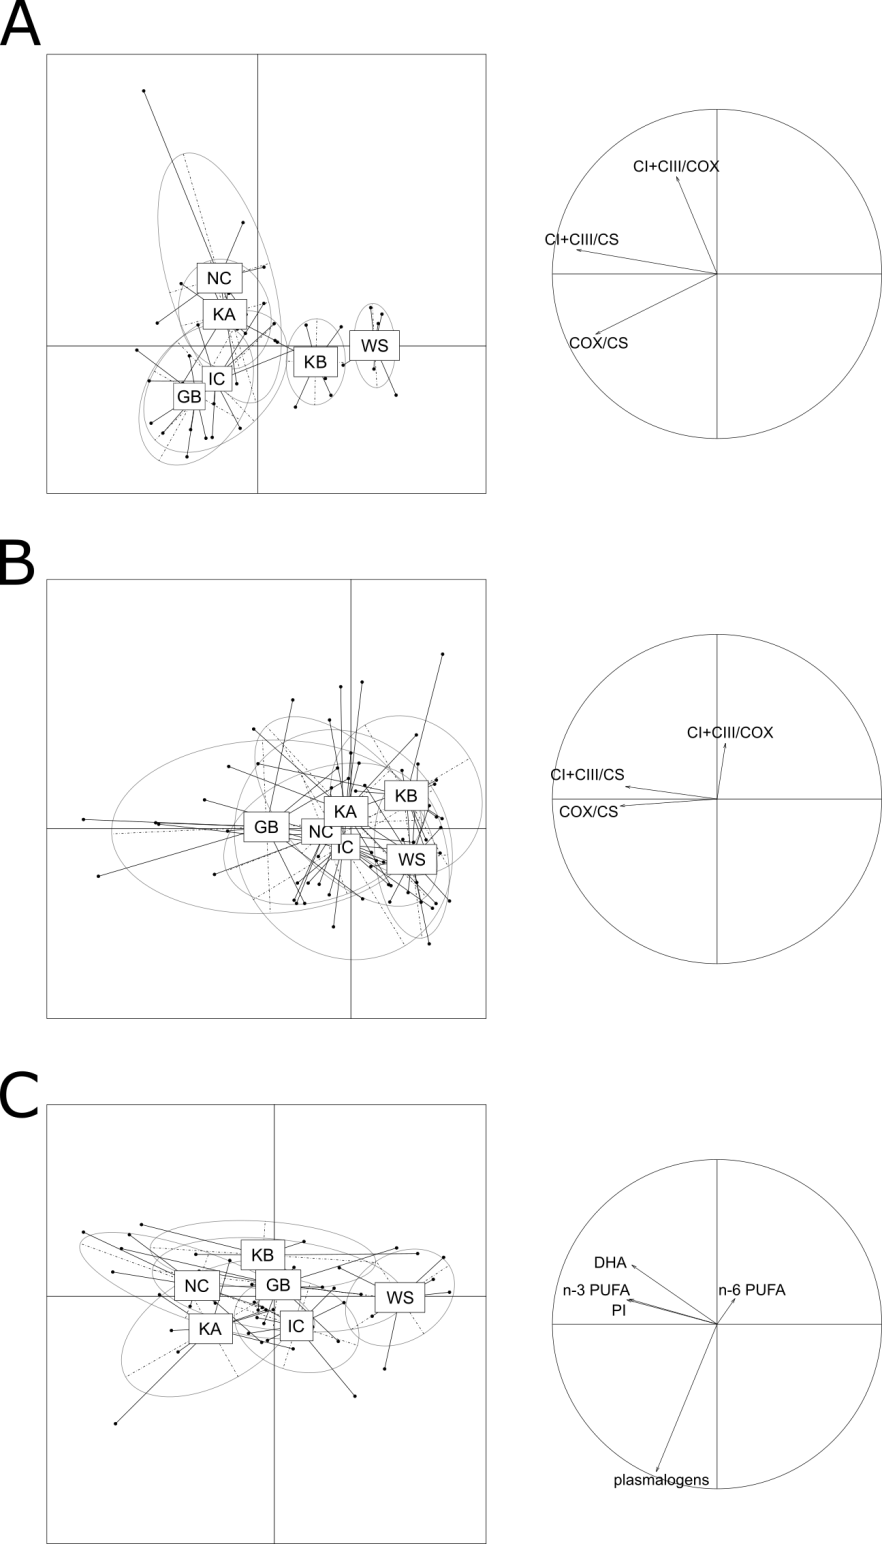 A
NC
KA
KB
WS
IC
GB
CI+CIII/COX
CI+CIII/CS
COX/CS
B
KB
KA
GB
NC
IC
WS
CI+CIII/COX
CI+CIII/CS
COX/CS
C
KB
NC
GB
WS
KA
IC
DHA
n-3 PUFA
n-6 PUFA
PI
plasmalogens